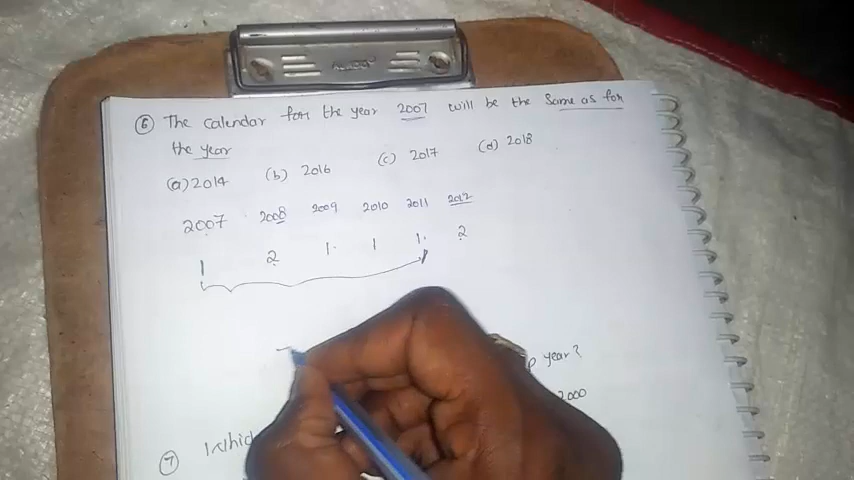 6 The calendar for the year 2007 will be the same as for
the year
(a) 2014 (b) 2016 (c) 2017 (d) 2018
2007 2008 2009 2010 2011 2012
1 2 1 1 1 2
p year?
7 2000